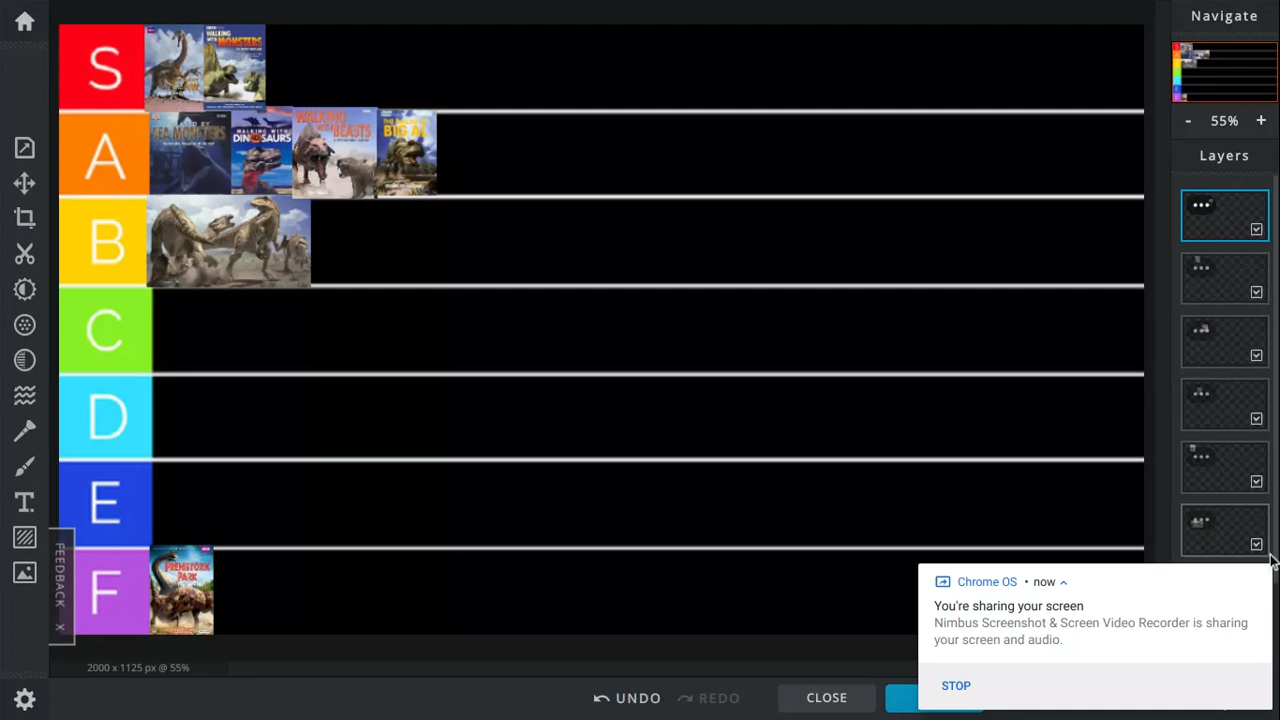 Navigate
S
WALKING WITH
MONSTERS
- 55% +
Layers
A
SEA MONSTERS
WALKING WITH
DINOSAURS
WALKING
WITH BEASTS
BIG AL
B
C
D
E
FEEDBACK X
F
PREHISTORIC
PARK
Chrome OS • now
You're sharing your screen
Nimbus Screenshot & Screen Video Recorder is sharing
your screen and audio.
STOP
2000 x 1125 px @ 55%
UNDO REDO CLOSE